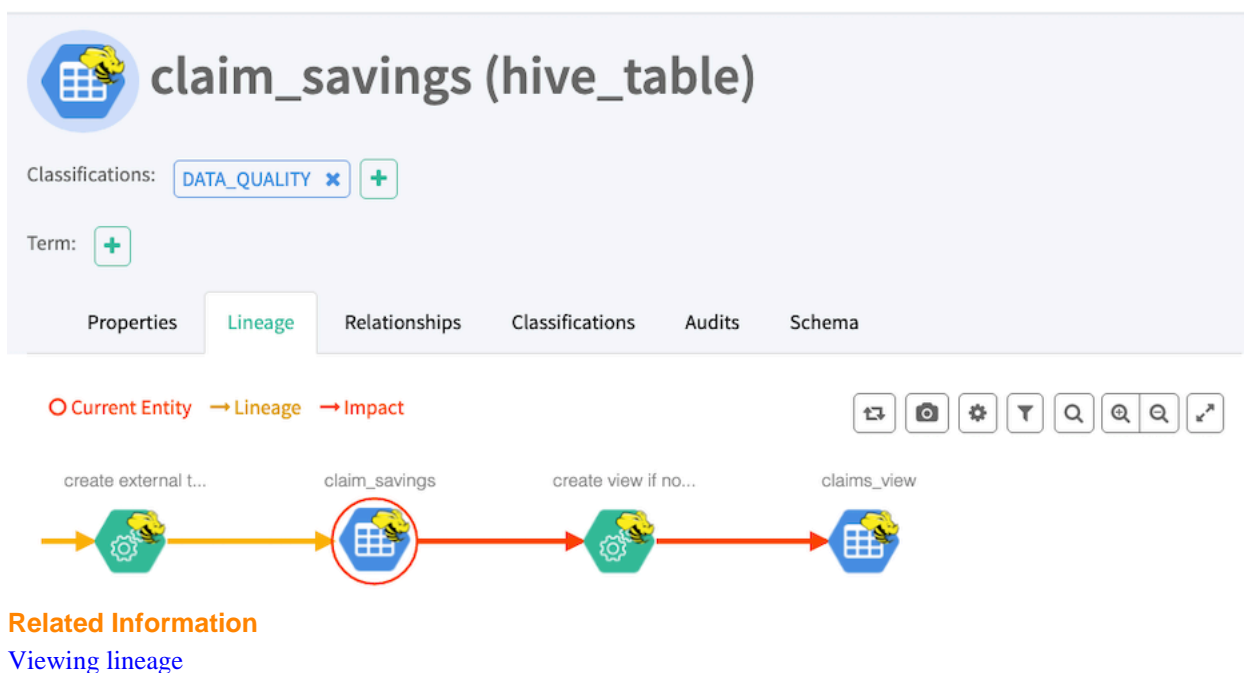 claim_savings (hive_table)
Classifications: DATA_QUALITY
Term:
Properties Lineage Relationships Classifications Audits Schema
Current Entity Lineage Impact
create external t... claim_savings create view if no... claims_view
Related Information
Viewing lineage